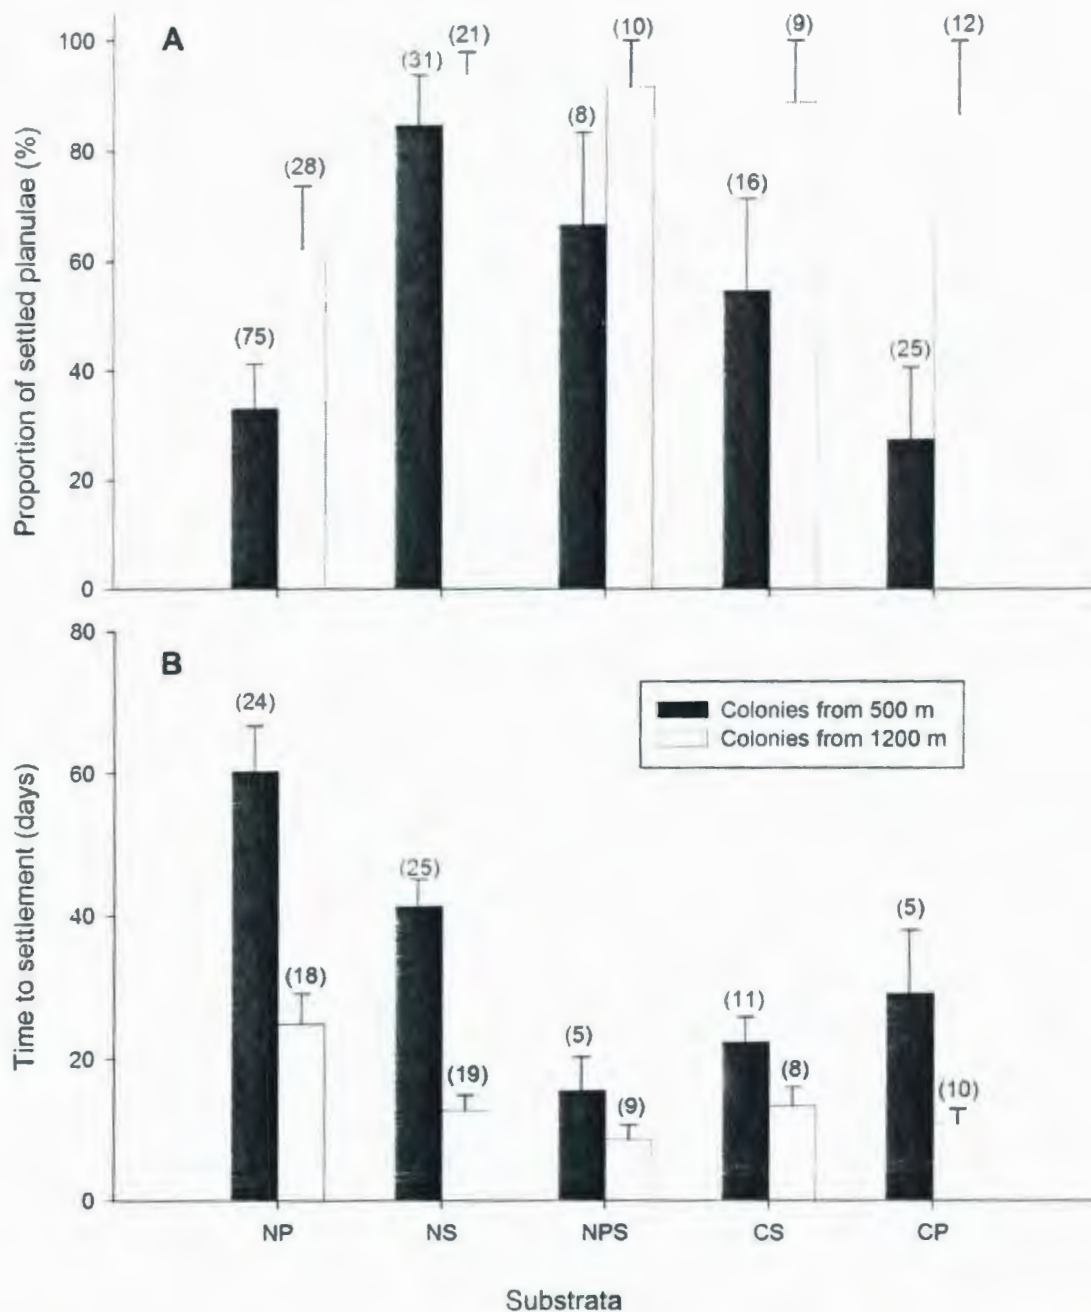 A
Proportion of settled planulae (%)
100
80
60
40
20
0
(75)
(28)
(31)
(21)
(8)
(10)
(16)
(9)
(25)
(12)
B
Time to settlement (days)
80
60
40
20
0
Colonies from 500 m
Colonies from 1200 m
(24)
(18)
(25)
(19)
(5)
(9)
(11)
(8)
(5)
(10)
NP
NS
NPS
CS
CP
Substrata